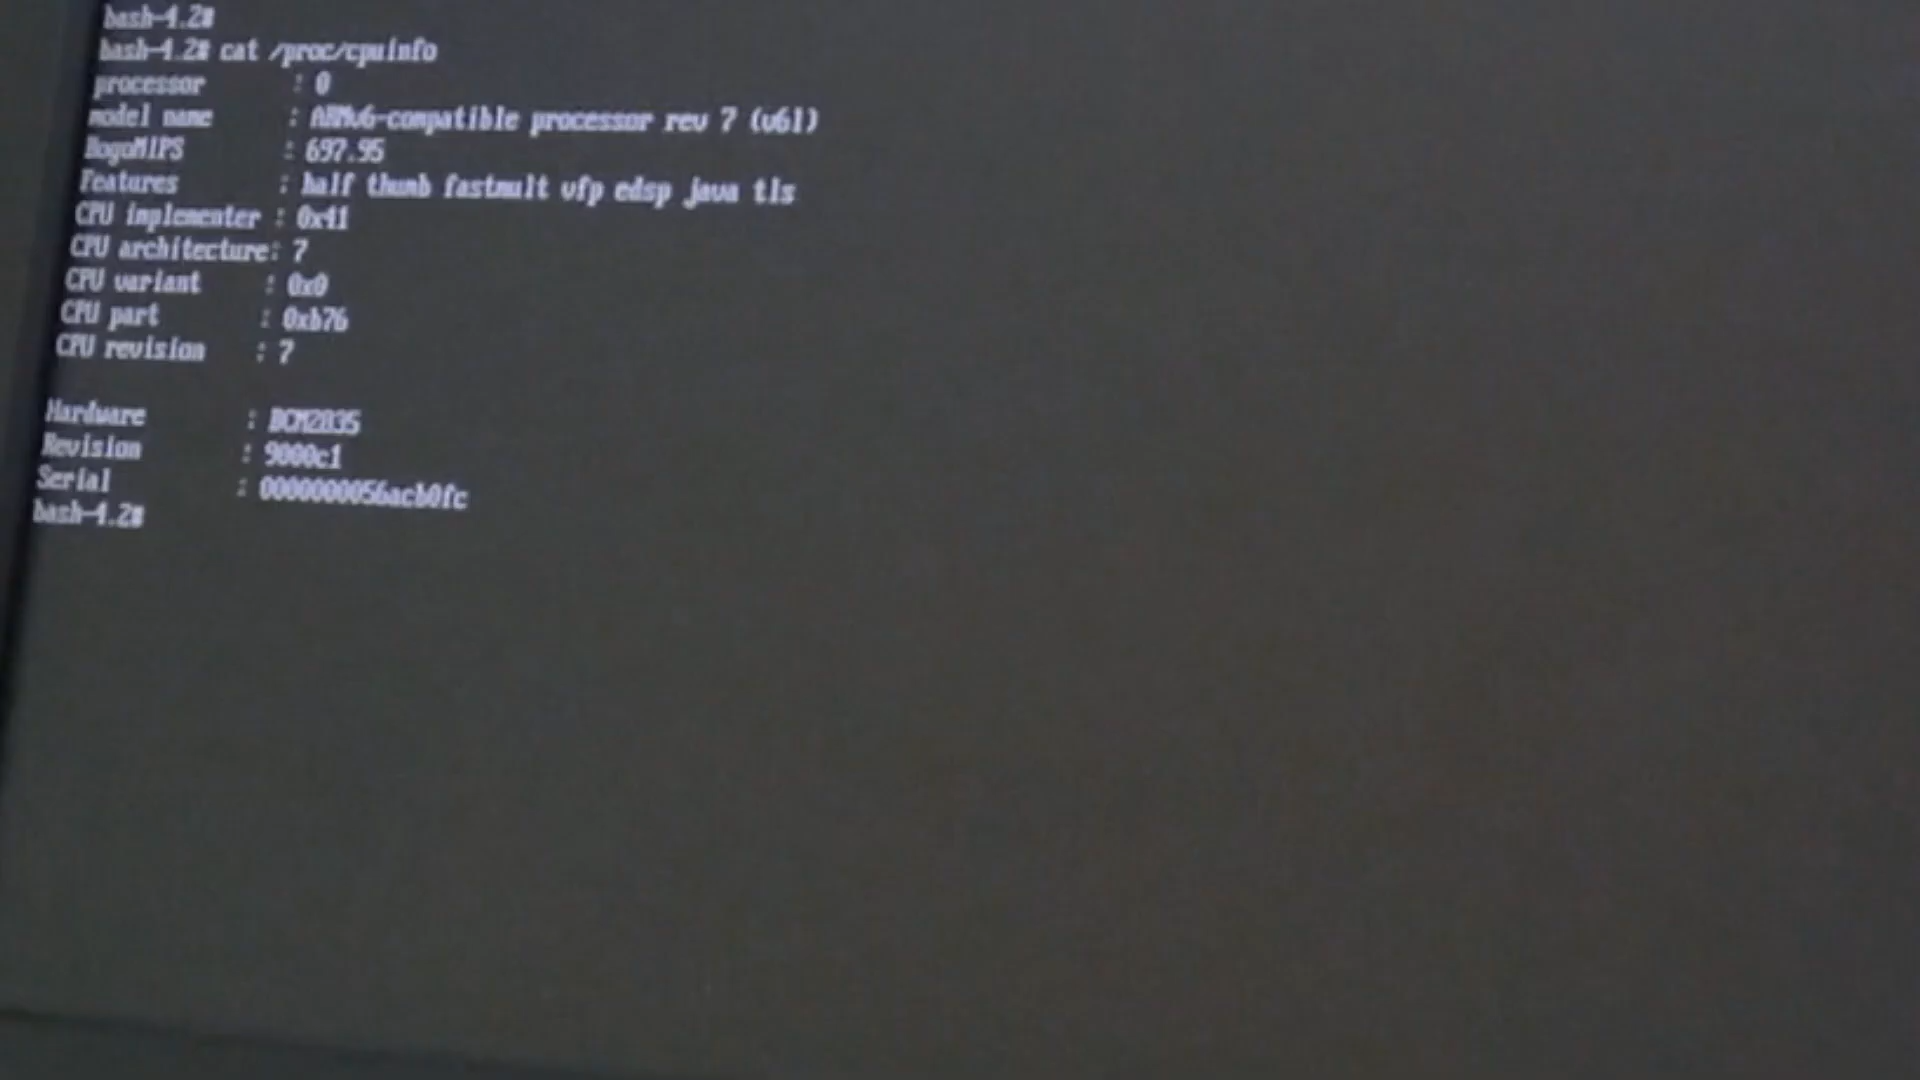 bash-4.2#
bash-4.2# cat /proc/cpuinfo
processor : 0
model name : ARMv6-compatible processor rev 7 (v6l)
BogoMIPS : 697.95
Features : half thumb fastmult vfp edsp java tls
CPU implementer : 0x41
CPU architecture: 7
CPU variant : 0x0
CPU part : 0xb76
CPU revision : 7
Hardware : BCM2835
Revision : 9000c1
Serial : 0000000056acb0fc
bash-4.2#